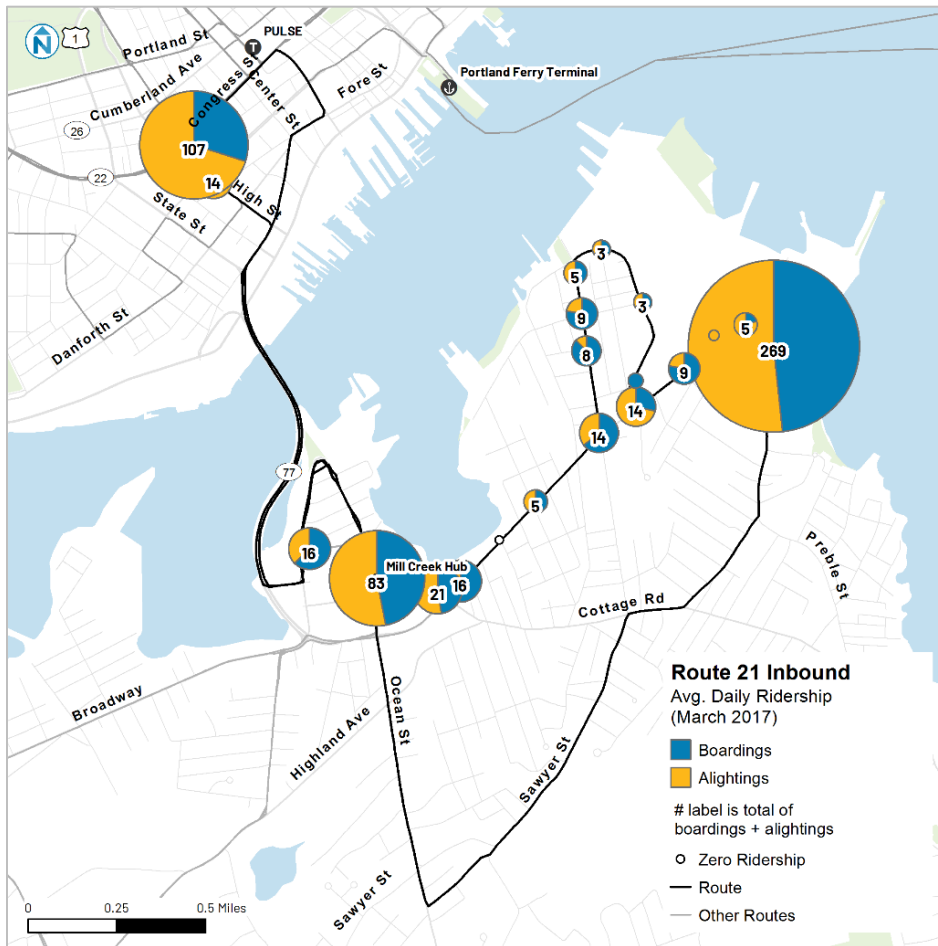 N
1
PULSE
T
Portland St
Cumberland Ave
Congress St
Center St
Fore St
Portland Ferry Terminal
26
107
22
14
High St
State St
Danforth St
3
5
3
9
5
8
269
9
14
14
77
5
16
Mill Creek Hub
83
21
16
Preble St
Cottage Rd
Broadway
Ocean St
Highland Ave
Sawyer St
Sawyer St
Route 21 Inbound
Avg. Daily Ridership
(March 2017)
Boardings
Alightings
# label is total of
boardings + alightings
Zero Ridership
Route
Other Routes
0 0.25 0.5 Miles